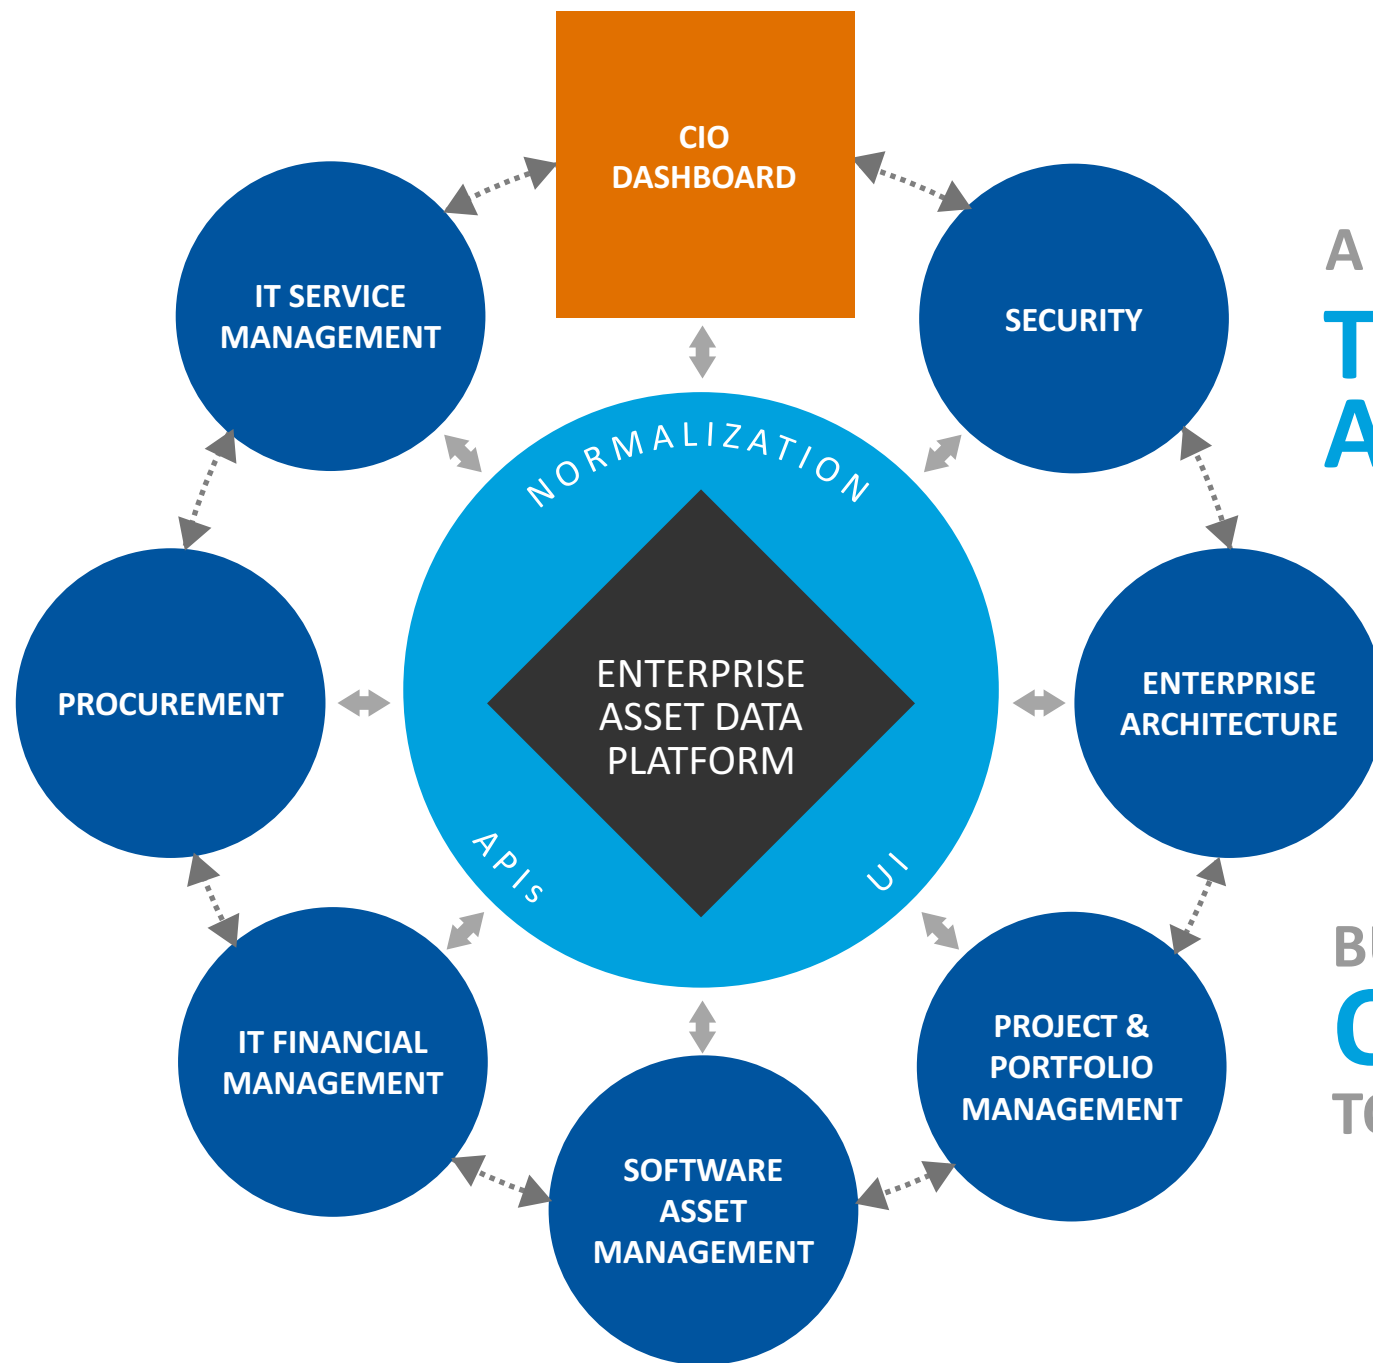 CIO
DASHBOARD
IT SERVICE
MANAGEMENT
SECURITY
A
NORMALIZATION
ENTERPRISE
ASSET DATA
PLATFORM
APIs
UI
PROCUREMENT
ENTERPRISE
ARCHITECTURE
IT FINANCIAL
MANAGEMENT
PROJECT &
PORTFOLIO
MANAGEMENT
SOFTWARE
ASSET
MANAGEMENT